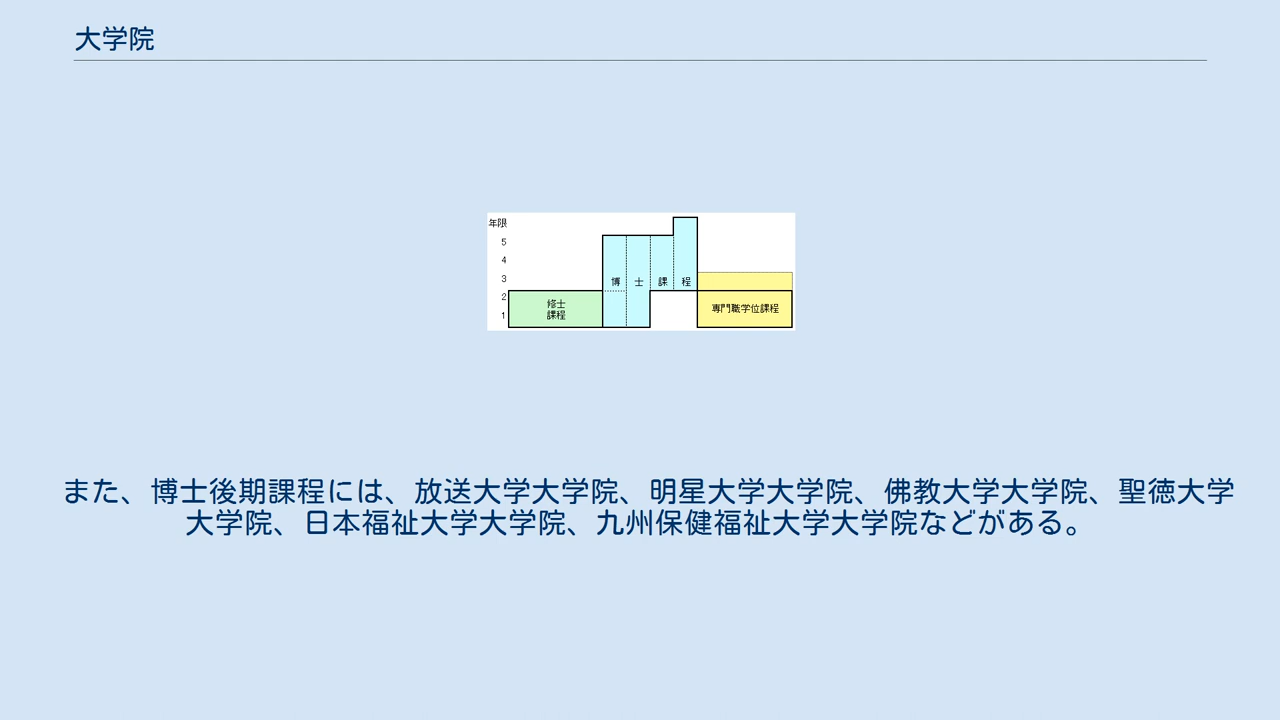 大学院
年限
5
4
3
2
1
博士課程
修士
課程
専門職学位課程
また、博士後期課程には、放送大学大学院、明星大学大学院、佛教大学大学院、聖徳大学
大学院、日本福祉大学大学院、九州保健福祉大学大学院などがある。